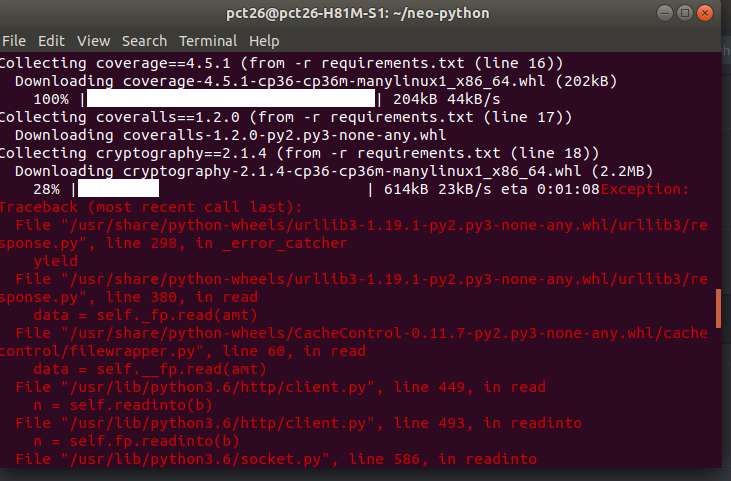 pct26@pct26-H81M-S1: ~/neo-python
File Edit View Search Terminal Help
Collecting coverage==4.5.1 (from -r requirements.txt (line 16))
Downloading coverage-4.5.1-cp36-cp36m-manylinux1_x86_64.whl (202kB)
100% | | 204kB 44kB/s
Collecting coveralls==1.2.0 (from -r requirements.txt (line 17))
Downloading coveralls-1.2.0-py2.py3-none-any.whl
Collecting cryptography==2.1.4 (from -r requirements.txt (line 18))
Downloading cryptography-2.1.4-cp36-cp36m-manylinux1_x86_64.whl (2.2MB)
28% | | 614kB 23kB/s eta 0:01:08Exception:
Traceback (most recent call last):
File "/usr/share/python-wheels/urllib3-1.19.1-py2.py3-none-any.whl/urllib3/re
sponse.py", line 298, in _error_catcher
yield
File "/usr/share/python-wheels/urllib3-1.19.1-py2.py3-none-any.whl/urllib3/re
sponse.py", line 380, in read
data = self._fp.read(amt)
File "/usr/share/python-wheels/CacheControl-0.11.7-py2.py3-none-any.whl/cache
control/filewrapper.py", line 60, in read
data = self.__fp.read(amt)
File "/usr/lib/python3.6/http/client.py", line 449, in read
n = self.readinto(b)
File "/usr/lib/python3.6/http/client.py", line 493, in readinto
n = self.fp.readinto(b)
File "/usr/lib/python3.6/socket.py", line 586, in readinto